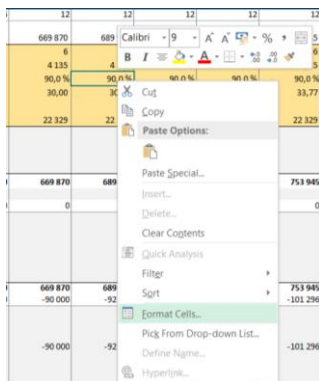 12 12 12 12 12
669 870 689 Calibri 9 A A % 5
6 B I A 6
4 135 4 5
90,0 % 90,0 % 90,0 % 90,0 % 90,0 %
30,00 30 Cut 33,77
Copy
22 329 22 Paste Options: 22 329
Paste Special...
669 870 689 Insert... 753 945
0 Delete... 0
Clear Contents
Quick Analysis
Filter
669 870 689 Sort 753 945
-90 000 -92 Format Cells... -101 296
Pick From Drop-down List...
-90 000 -92 Define Name... -101 296
Hyperlink...